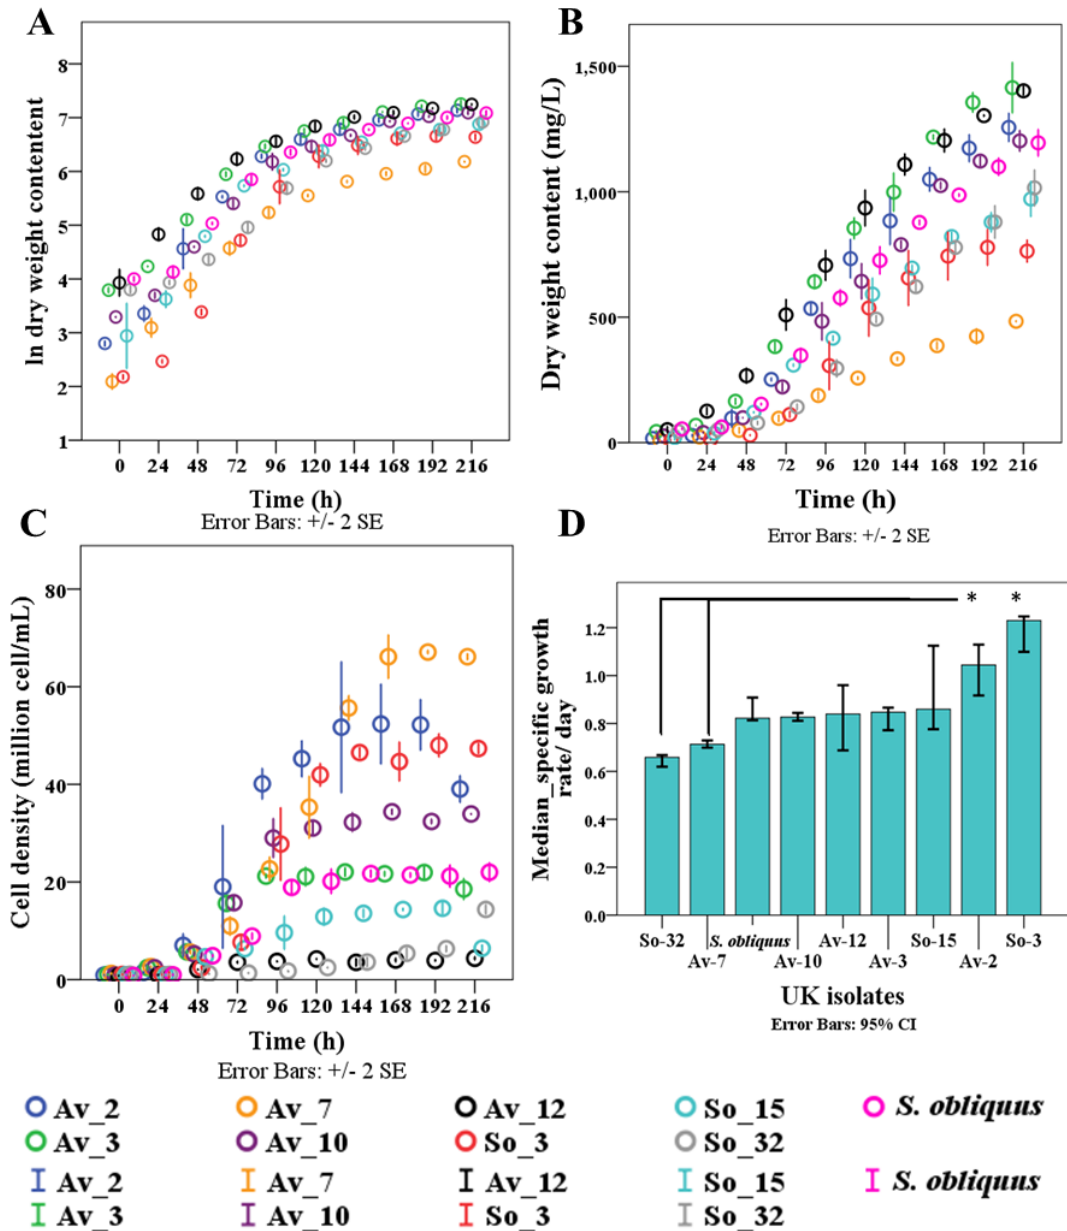 A
8
7
6
5
4
3
2
1
ln dry weight contentent
0 24 48 72 96 120 144 168 192 216
Time (h)
Error Bars: +/- 2 SE
B
1,500
1,000
500
0
Dry weight content (mg/L)
0 24 48 72 96 120 144 168 192 216
Time (h)
Error Bars: +/- 2 SE
C
80
60
40
20
0
Cell density (million cell/mL)
0 24 48 72 96 120 144 168 192 216
Time (h)
Error Bars: +/- 2 SE
D
* *
1.2
1.0
0.8
0.6
0.4
0.2
0.0
Median_specific growth
rate/ day
So-32 S. obliquus Av-12 So-15 So-3
Av-7 Av-10 Av-3 Av-2
UK isolates
Error Bars: 95% CI
Av_2 Av_7 Av_12 So_15 S. obliquus
Av_3 Av_10 So_3 So_32
Av_2 Av_7 Av_12 So_15 S. obliquus
Av_3 Av_10 So_3 So_32